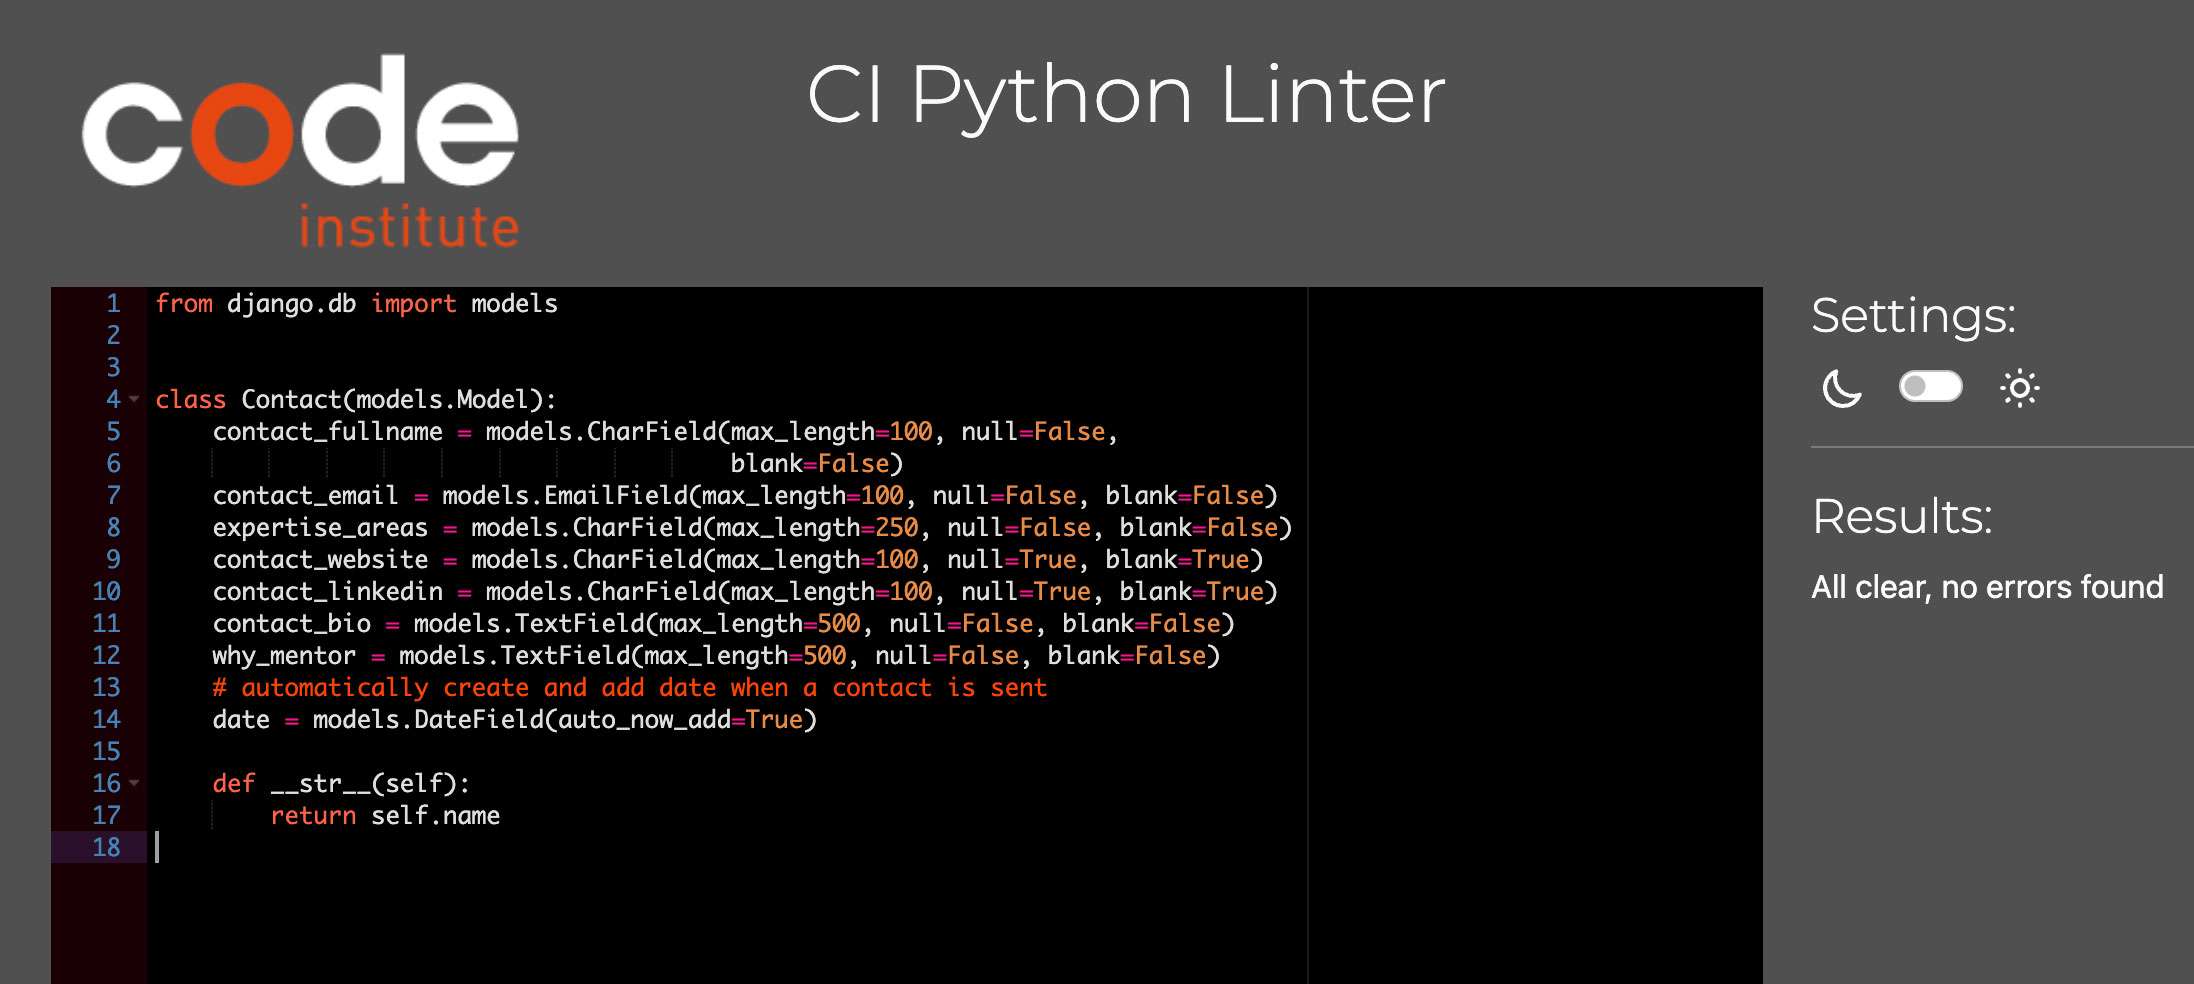 code
institute
CI Python Linter
1 from django.db import models
2
3
4 class Contact(models.Model):
5     contact_fullname = models.CharField(max_length=100, null=False,
6                                         blank=False)
7     contact_email = models.EmailField(max_length=100, null=False, blank=False)
8     expertise_areas = models.CharField(max_length=250, null=False, blank=False)
9     contact_website = models.CharField(max_length=100, null=True, blank=True)
10     contact_linkedin = models.CharField(max_length=100, null=True, blank=True)
11     contact_bio = models.TextField(max_length=500, null=False, blank=False)
12     why_mentor = models.TextField(max_length=500, null=False, blank=False)
13     # automatically create and add date when a contact is sent
14     date = models.DateField(auto_now_add=True)
15
16     def __str__(self):
17         return self.name
18
Settings:
Results:
All clear, no errors found